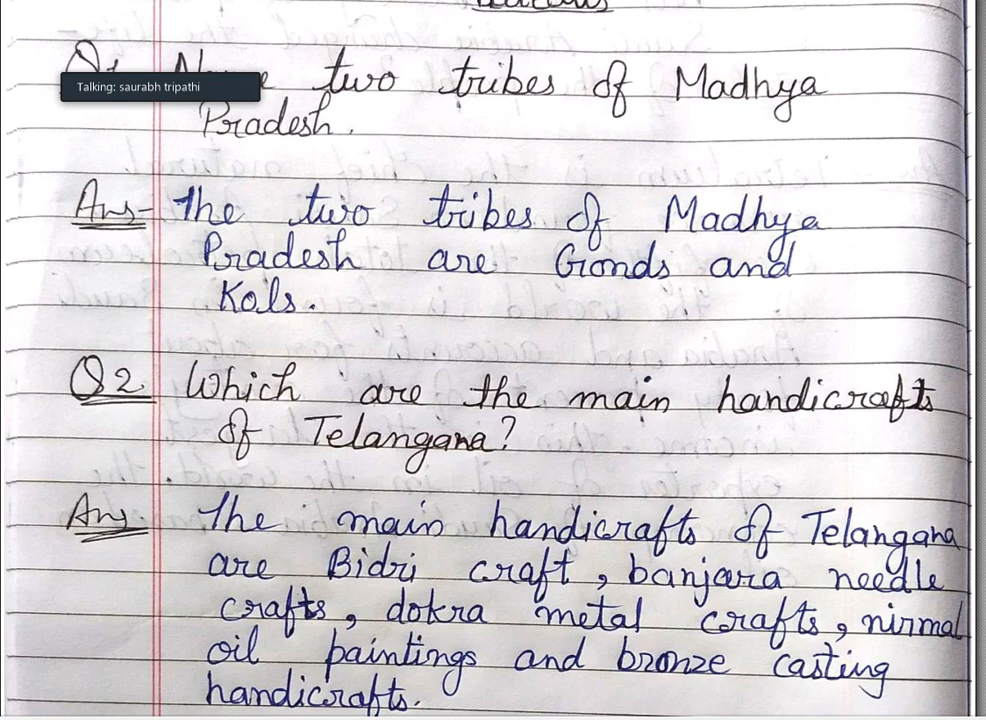 Talking: saurabh tripathi
two tribes of Madhya
Pradesh.
Ans- The two tribes of Madhya
Pradesh are Gonds and
Kols.
Q2 Which are the main handicrafts
of Telangana?
Ans. The main handicrafts of Telangana
are Bidri craft, banjara needle
crafts, dokra metal crafts, nirmal
oil paintings and bronze casting
handicrafts.